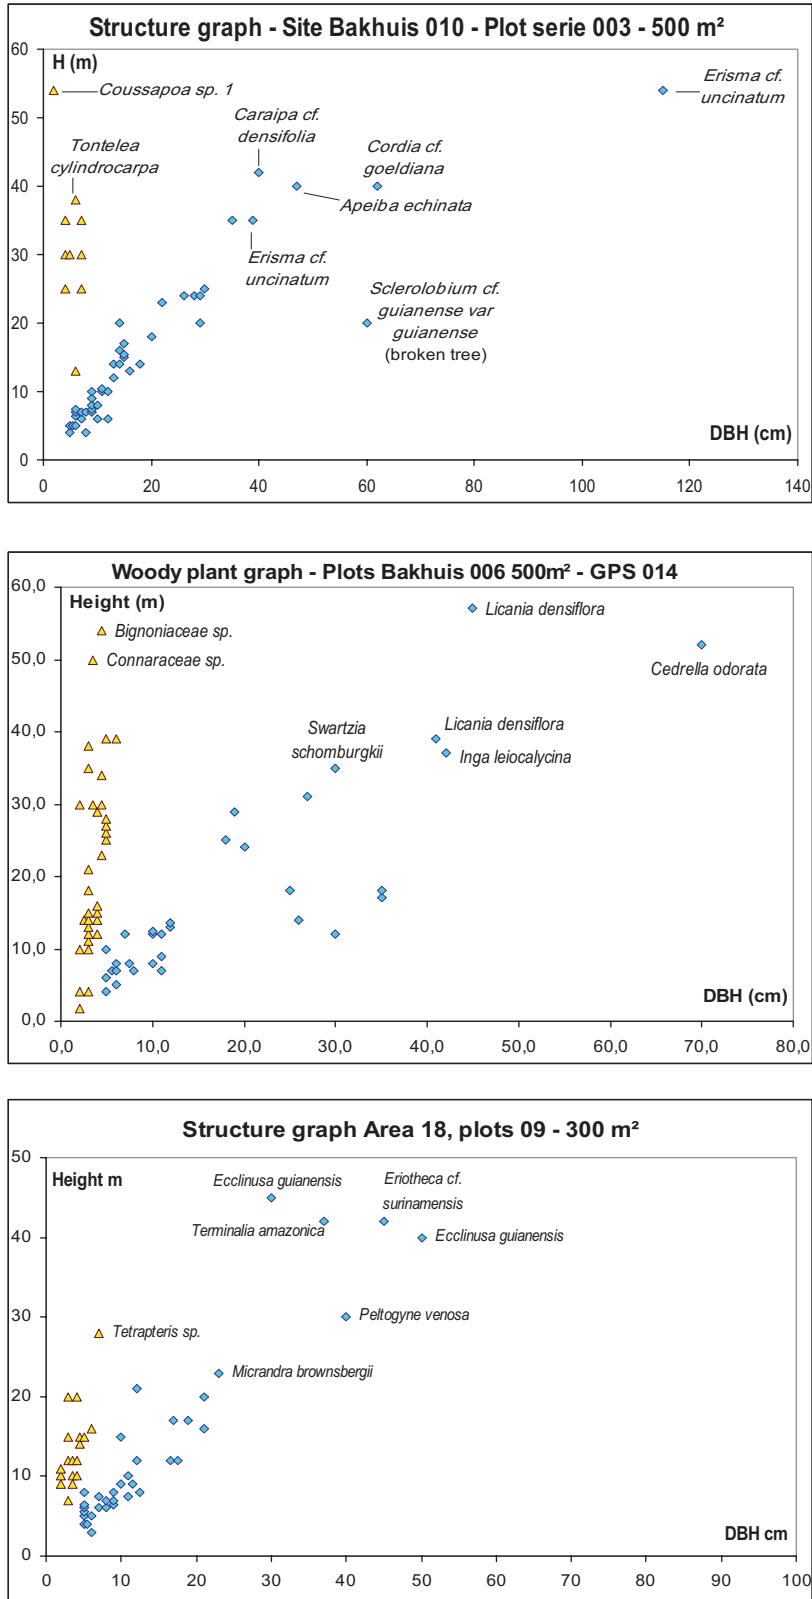 Structure graph - Site Bakhuis 010 - Plot serie 003 - 500 m²
60
H (m)
Coussapoa sp. 1
Erisma cf.
uncinatum
50
Caraipa cf.
densifolia
Cordia cf.
goeldiana
Tontelea
cylindrocarpa
40
Apeiba echinata
30
Erisma cf.
uncinatum
Sclerolobium cf.
guianense var
guianense
(broken tree)
20
10
DBH (cm)
0
0 20 40 60 80 100 120 140
Woody plant graph - Plots Bakhuis 006 500m² - GPS 014
60,0
Height (m)
Licania densiflora
Bignoniaceae sp.
Connaraceae sp.
Cedrella odorata
50,0
Swartzia
schomburgkii
Licania densiflora
Inga leiocalycina
40,0
30,0
20,0
10,0
DBH (cm)
0,0
0,0 10,0 20,0 30,0 40,0 50,0 60,0 70,0 80,0
Structure graph Area 18, plots 09 - 300 m²
50
Height m
Ecclinusa guianensis
Eriotheca cf.
surinamensis
Terminalia amazonica
Ecclinusa guianensis
40
Peltogyne venosa
30
Tetrapteris sp.
Micrandra brownsbergii
20
10
DBH cm
0
0 10 20 30 40 50 60 70 80 90 100